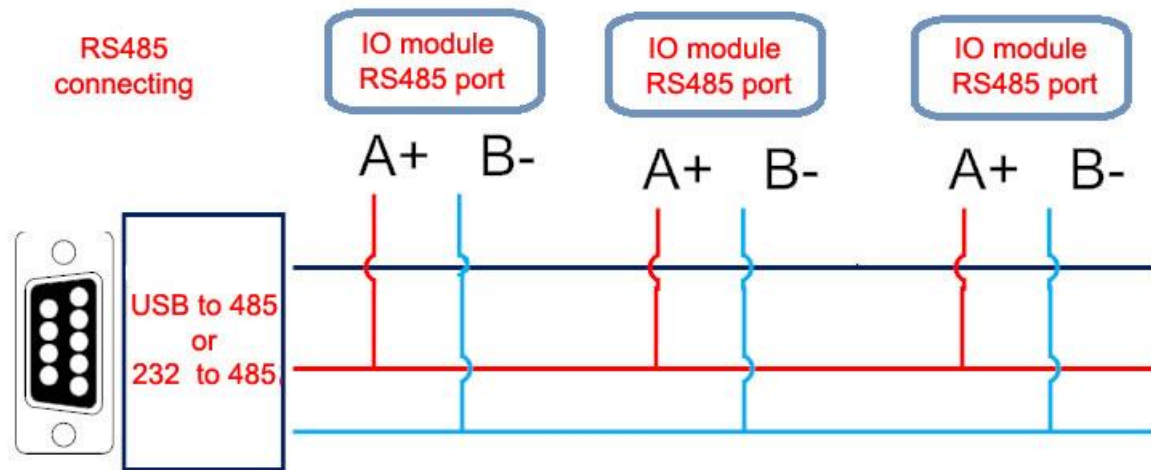 RS485
connecting
IO module
RS485 port
IO module
RS485 port
IO module
RS485 port
A+ B-
A+ B-
A+ B-
USB to 485
or
232 to 485